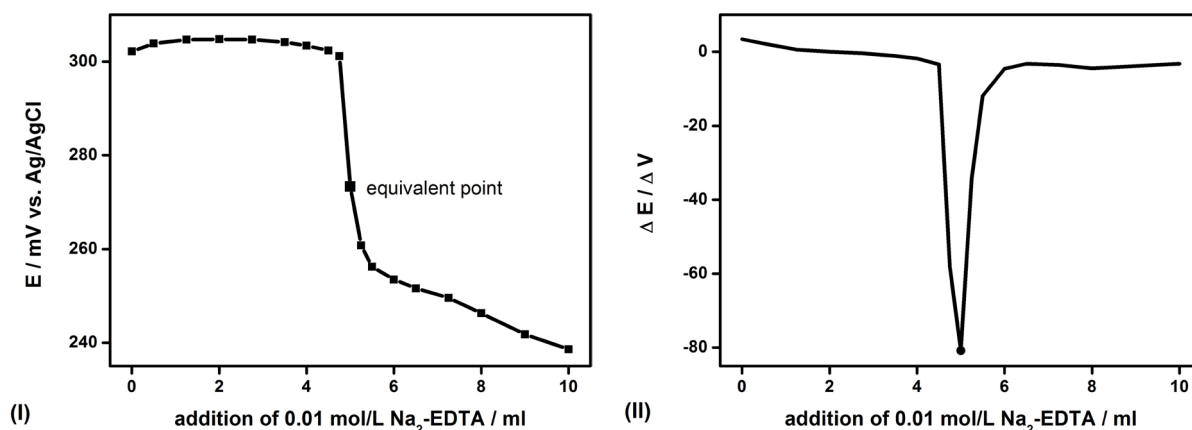 E / mV vs. Ag/AgCl
300
280
260
240
equivalent point
0 2 4 6 8 10
addition of 0.01 mol/L Na₂-EDTA / ml
(I)
Δ E / Δ V
0
-20
-40
-60
-80
0 2 4 6 8 10
addition of 0.01 mol/L Na₂-EDTA / ml
(II)